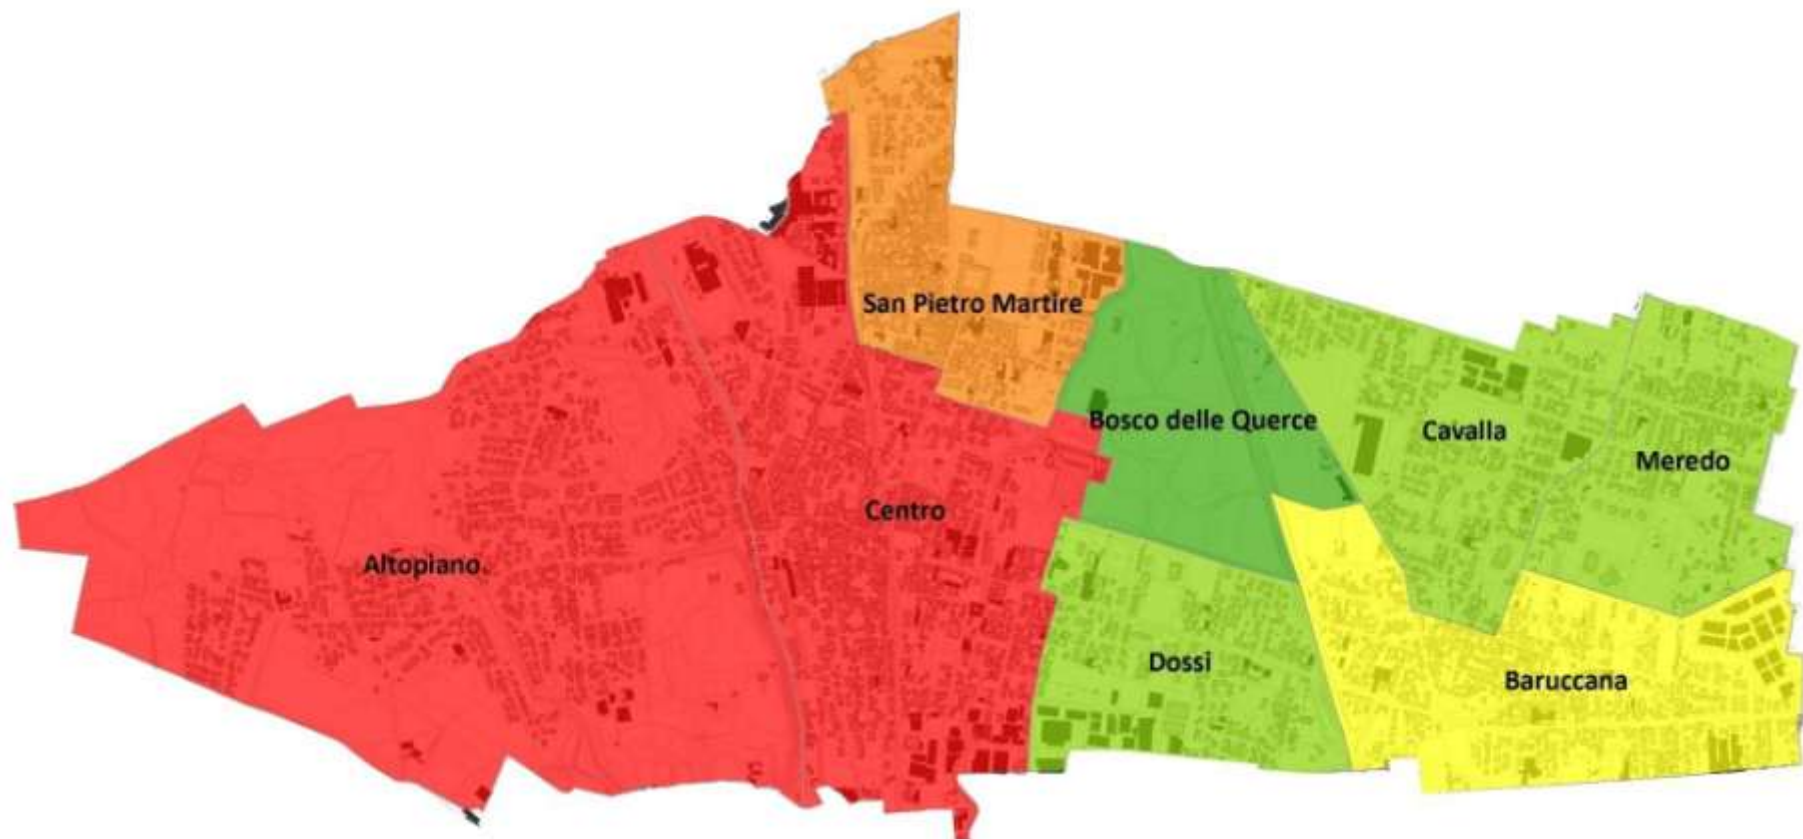 San Pietro Martire
Bosco delle Querce
Cavalla
Meredo
Centro
Altopiano
Dossi
Baruccana